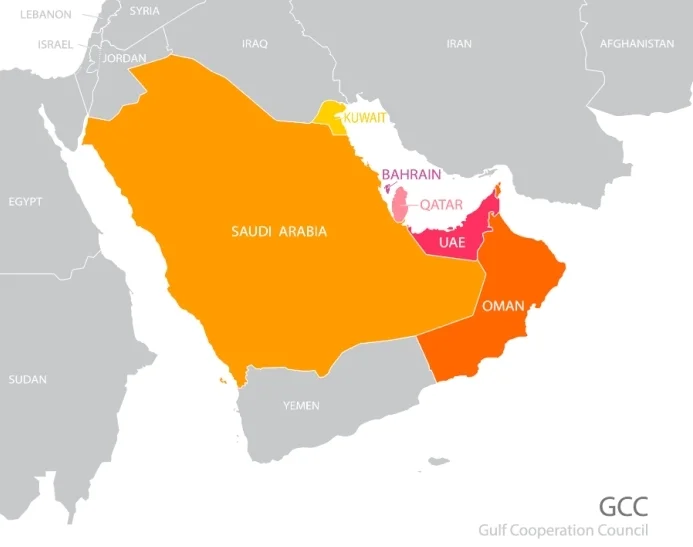 SYRIA
LEBANON
ISRAEL
JORDAN
IRAQ
IRAN
AFGHANISTAN
KUWAIT
BAHRAIN
QATAR
EGYPT
SAUDI ARABIA
UAE
OMAN
SUDAN
YEMEN
GCC
Gulf Cooperation Council